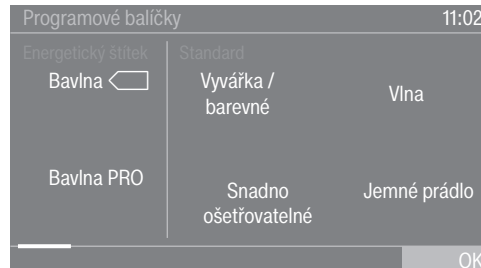 Programové balíčky 11:02
Energetický štítek Standard
Bavlna
Vyvářka /
barevné
Vlna
Bavlna PRO
Snadno
ošetřovatelné
Jemné prádlo
OK